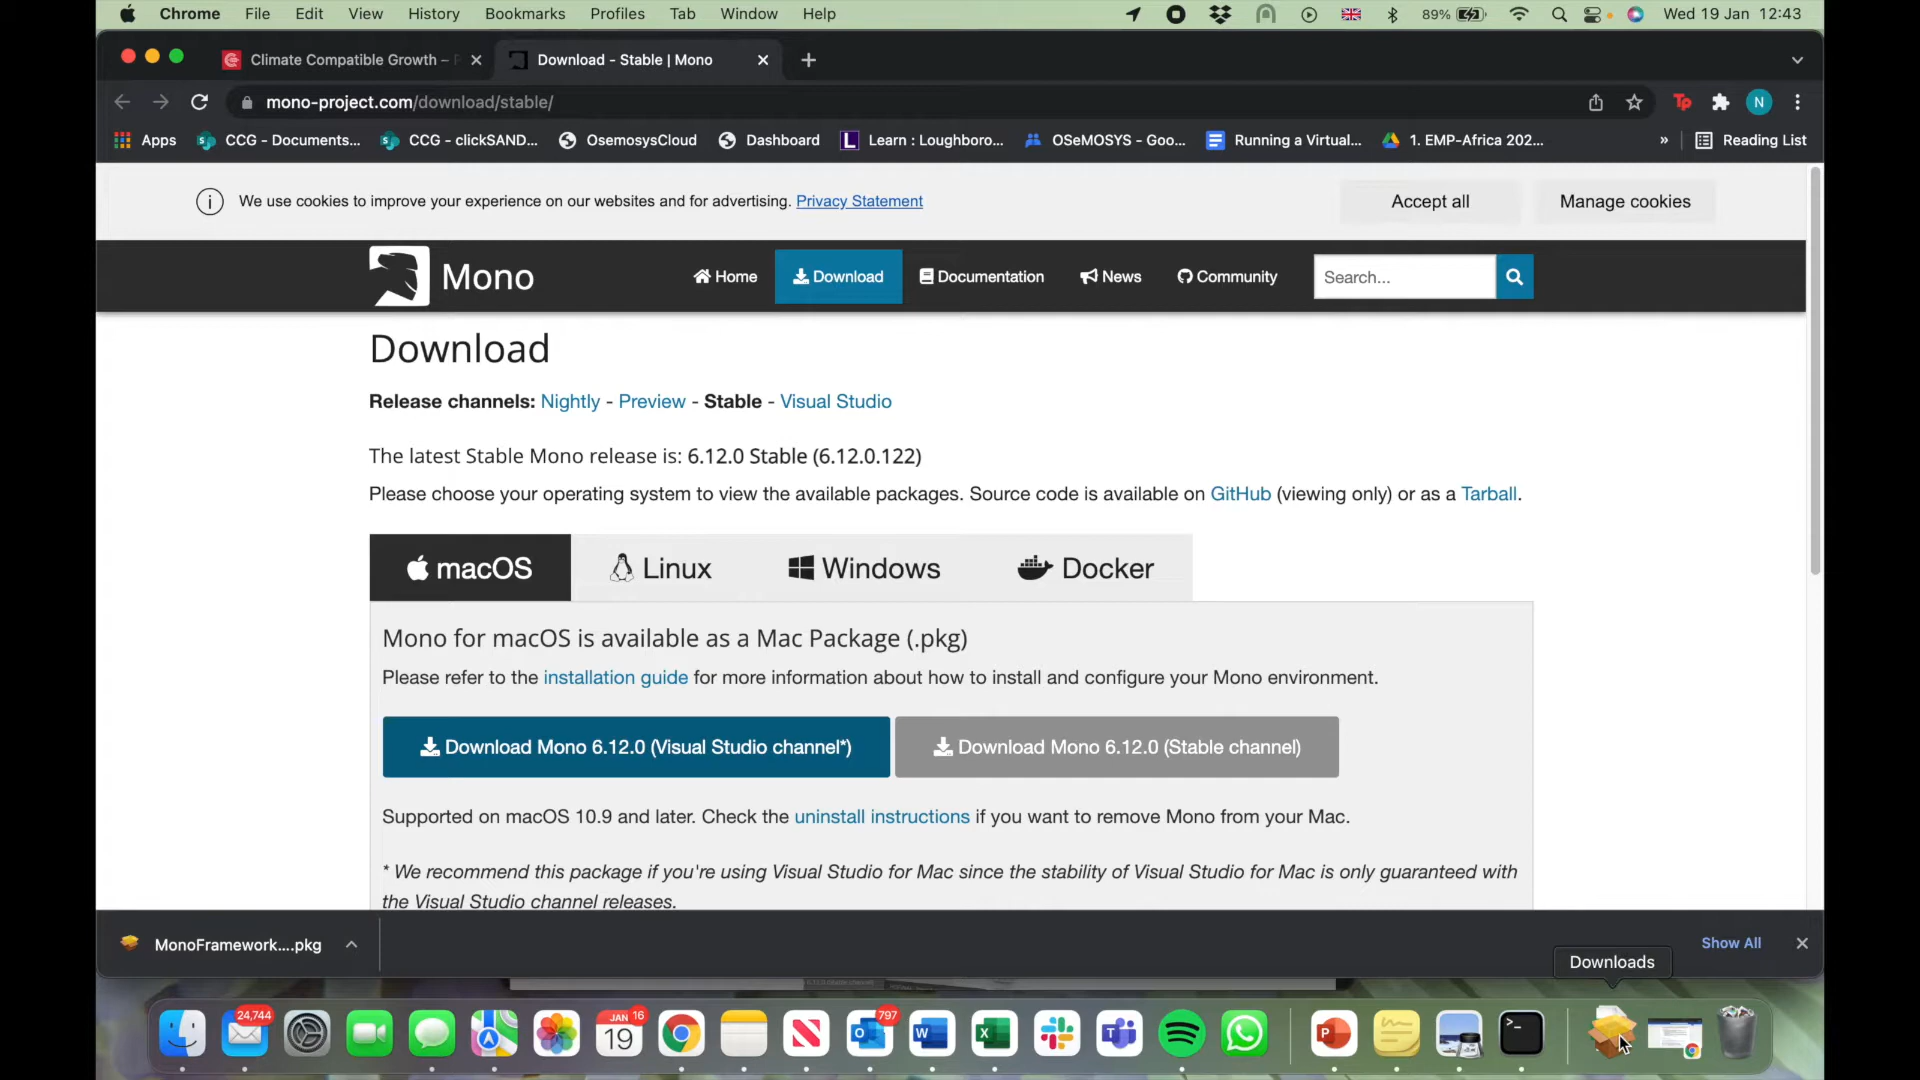 Chrome File Edit View History Bookmarks Profiles Tab Window Help 89% Wed 19 Jan 12:43
Climate Compatible Growth – Download - Stable | Mono
mono-project.com/download/stable/ Tp N
Apps CCG - Documents... CCG - clickSAND... OsemosysCloud Dashboard L Learn : Loughboro... OSeMOSYS - Goo... Running a Virtual... 1. EMP-Africa 202... » Reading List
We use cookies to improve your experience on our websites and for advertising. Privacy Statement Accept all Manage cookies
Mono Home Download Documentation News Community Search...
Download
Release channels: Nightly - Preview - Stable - Visual Studio
The latest Stable Mono release is: 6.12.0 Stable (6.12.0.122)
Please choose your operating system to view the available packages. Source code is available on GitHub (viewing only) or as a Tarball.
macOS Linux Windows Docker
Mono for macOS is available as a Mac Package (.pkg)
Please refer to the installation guide for more information about how to install and configure your Mono environment.
Download Mono 6.12.0 (Visual Studio channel*) Download Mono 6.12.0 (Stable channel)
Supported on macOS 10.9 and later. Check the uninstall instructions if you want to remove Mono from your Mac.
* We recommend this package if you're using Visual Studio for Mac since the stability of Visual Studio for Mac is only guaranteed with
the Visual Studio channel releases.
MonoFramework....pkg Show All
Downloads
24,744 JAN 16 19 797 W X P >_